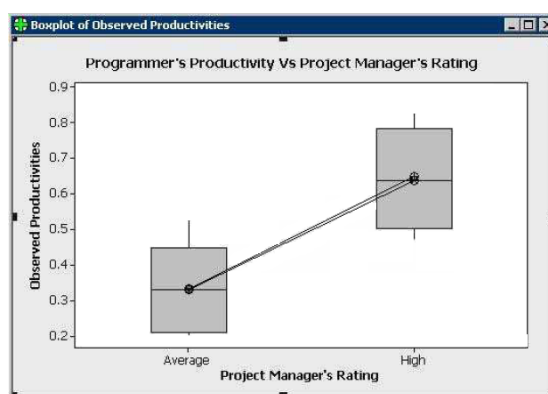 Boxplot of Observed Productivities
Programmer's Productivity Vs Project Manager's Rating
0.9
0.8
0.7
0.6
0.5
0.4
0.3
0.2
Observed Productivities
Average
High
Project Manager's Rating